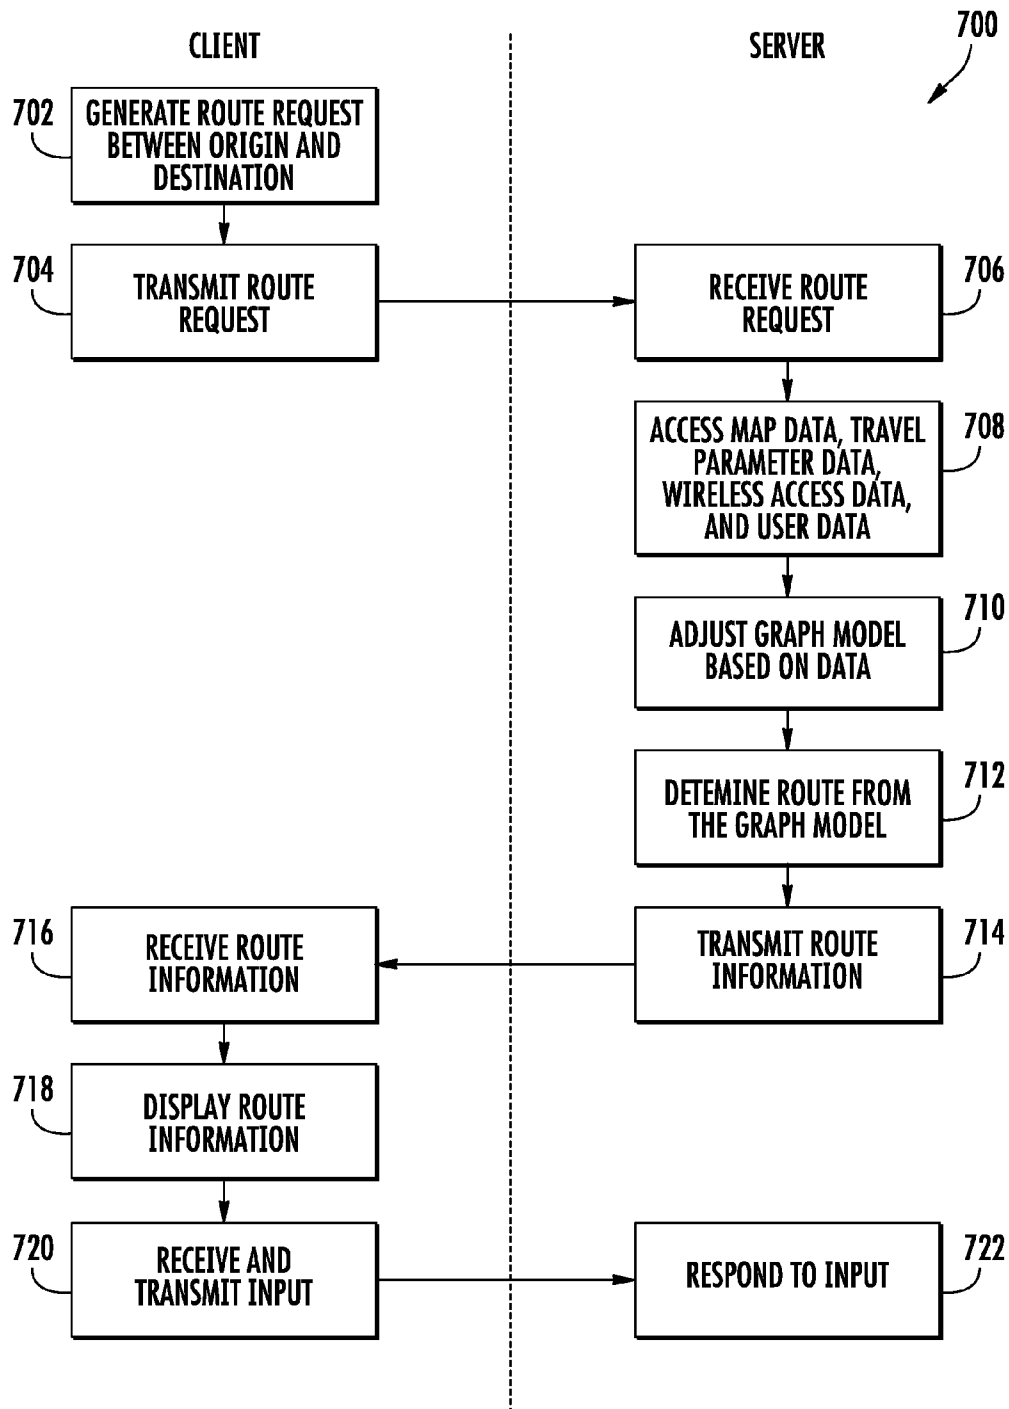 CLIENT
SERVER
700
702
GENERATE ROUTE REQUEST
BETWEEN ORIGIN AND
DESTINATION
704
TRANSMIT ROUTE
REQUEST
RECEIVE ROUTE
REQUEST
706
ACCESS MAP DATA, TRAVEL
PARAMETER DATA,
WIRELESS ACCESS DATA,
AND USER DATA
708
ADJUST GRAPH MODEL
BASED ON DATA
710
DETEMINE ROUTE FROM
THE GRAPH MODEL
712
TRANSMIT ROUTE
INFORMATION
714
716
RECEIVE ROUTE
INFORMATION
718
DISPLAY ROUTE
INFORMATION
720
RECEIVE AND
TRANSMIT INPUT
RESPOND TO INPUT
722